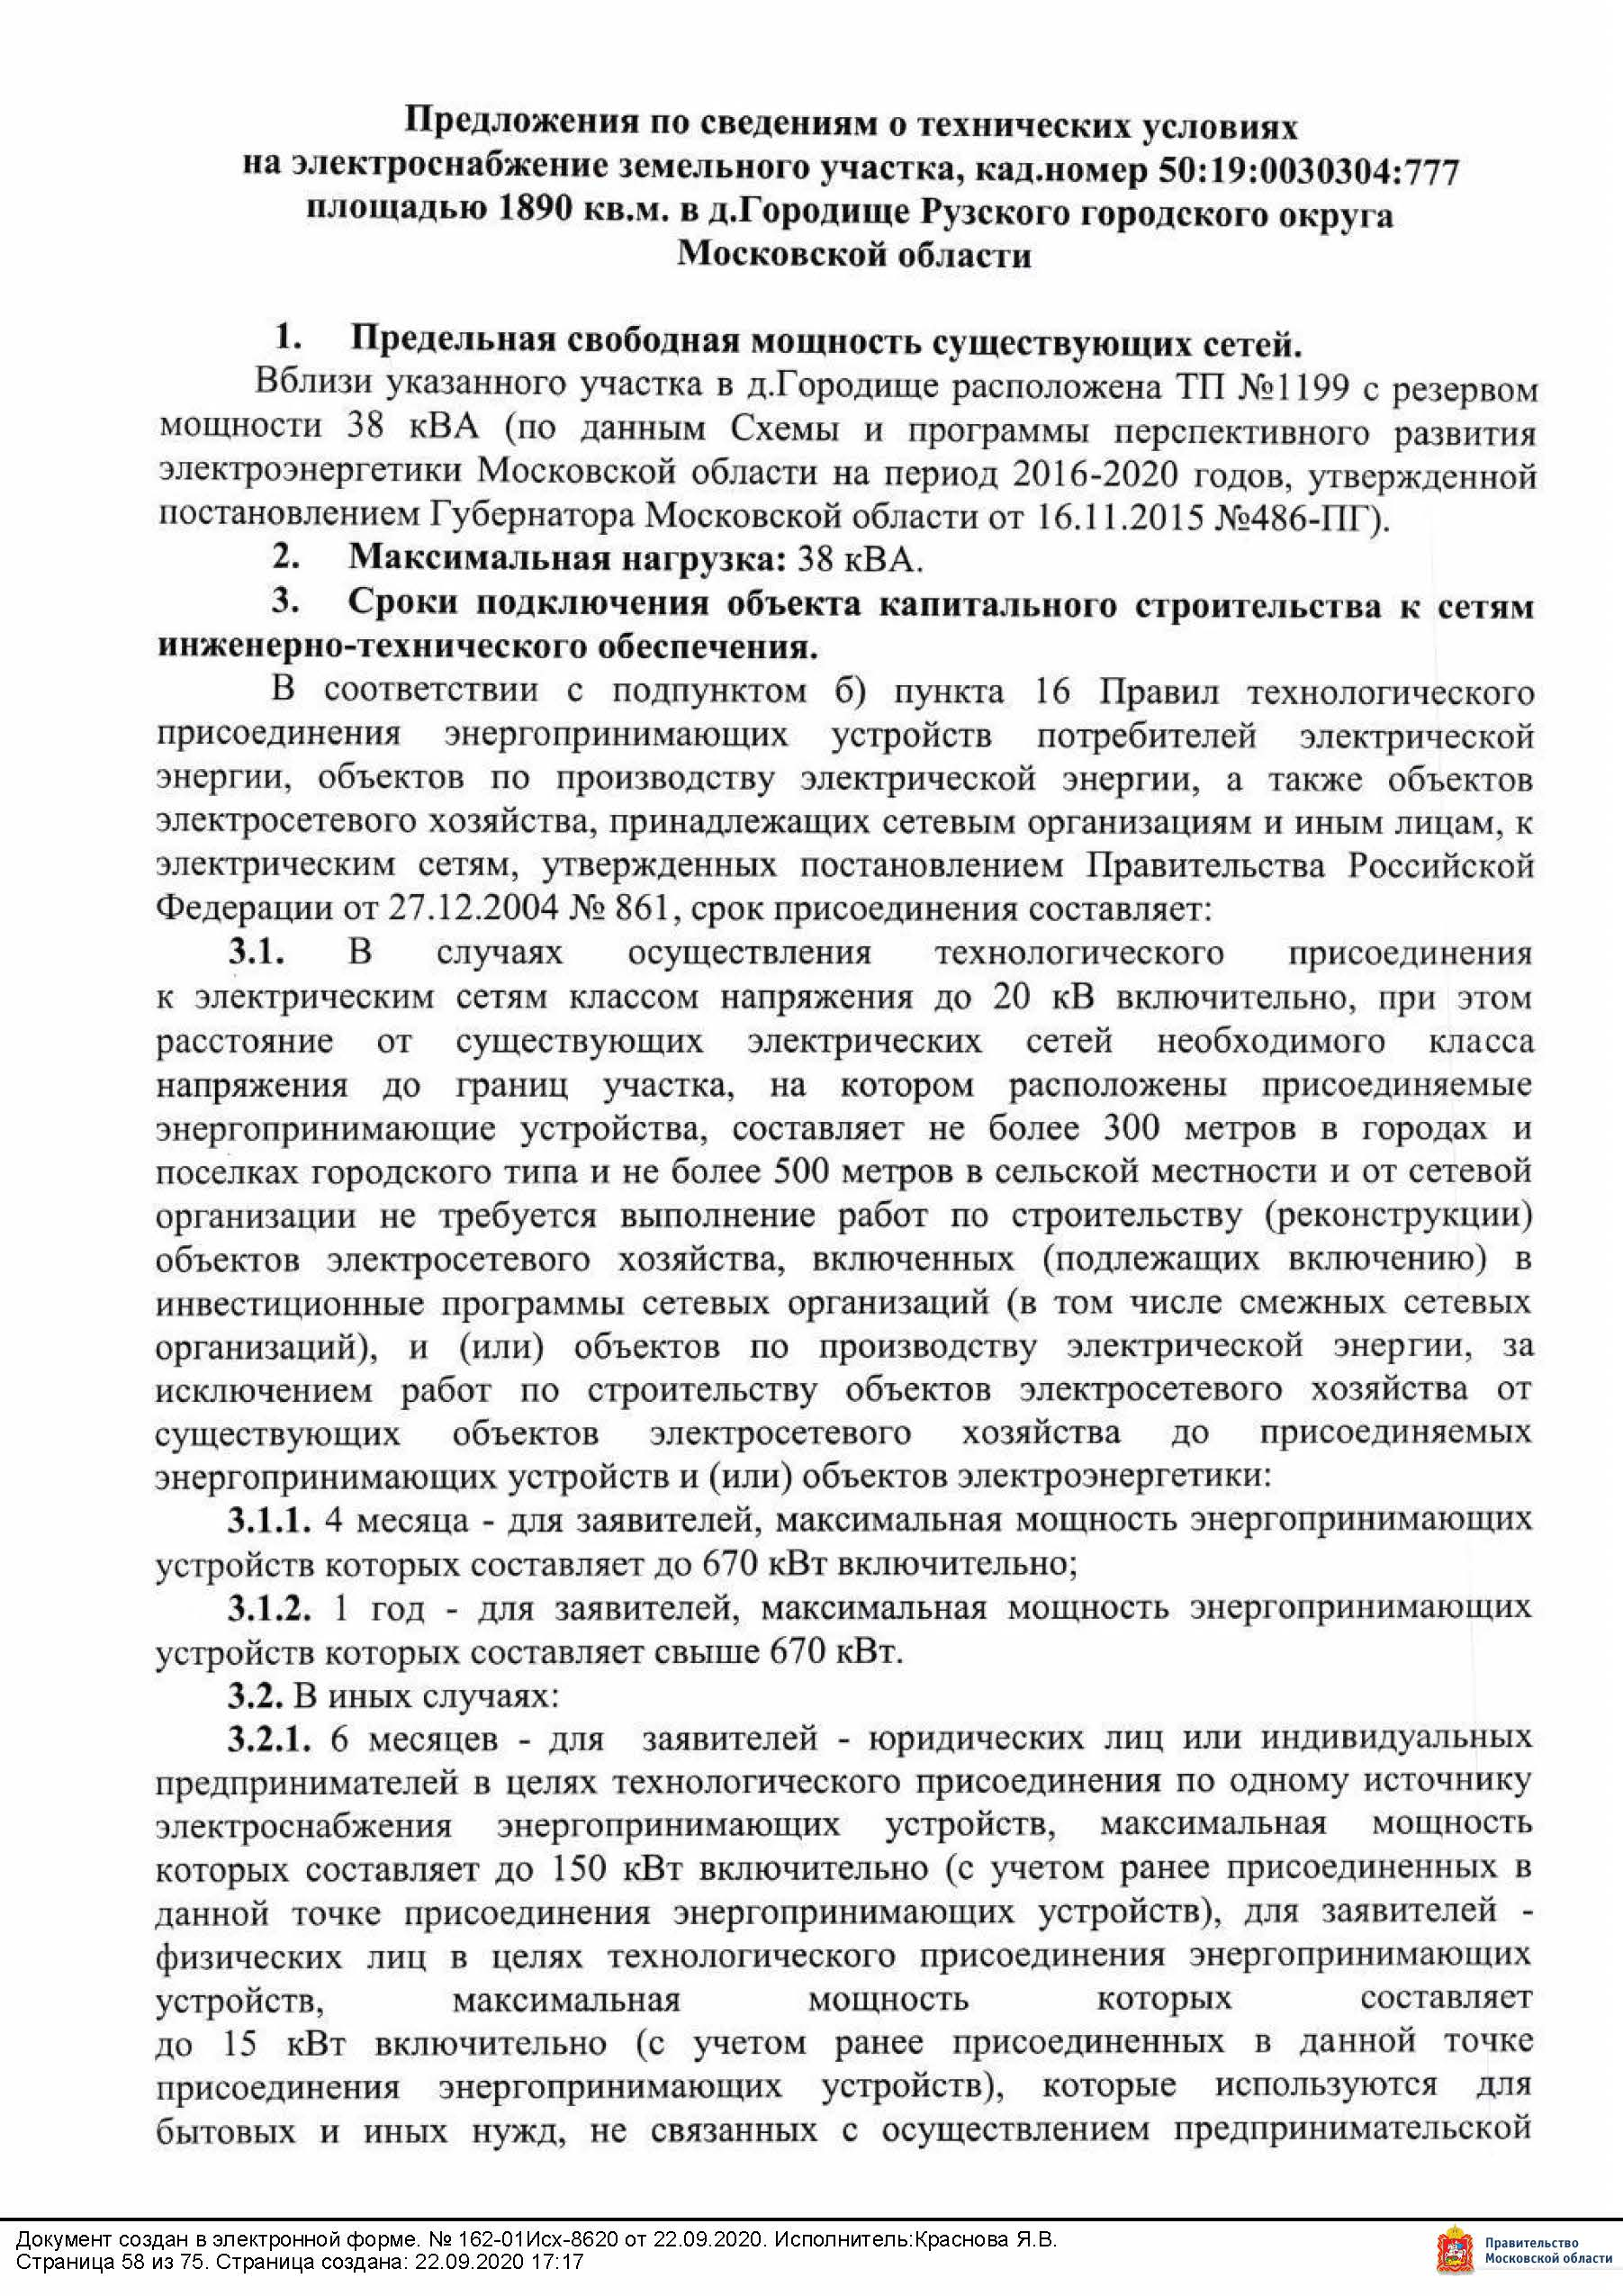 Предложения по сведениям о технических условиях
на электроснабжение земельного участка, кад.номер 50:19:0030304:777
площадью 1890 кв.м. в д.Городище Рузского городского округа
Московской области
1. Предельная свободная мощность существующих сетей.
Вблизи указанного участка в д.Городище расположена ТП №1199 с резервом
мощности 38 кВА (по данным Схемы и программы перспективного развития
электроэнергетики Московской области на период 2016-2020 годов, утвержденной
постановлением Губернатора Московской области от 16.11.2015 №486-ПГ).
2. Максимальная нагрузка: 38 кВА.
3. Сроки подключения объекта капитального строительства к сетям
инженерно-технического обеспечения.
В соответствии с подпунктом б) пункта 16 Правил технологического
присоединения энергопринимающих устройств потребителей электрической
энергии, объектов по производству электрической энергии, а также объектов
электросетевого хозяйства, принадлежащих сетевым организациям и иным лицам, к
электрическим сетям, утвержденных постановлением Правительства Российской
Федерации от 27.12.2004 № 861, срок присоединения составляет:
3.1. В случаях осуществления технологического присоединения
к электрическим сетям классом напряжения до 20 кВ включительно, при этом
расстояние от существующих электрических сетей необходимого класса
напряжения до границ участка, на котором расположены присоединяемые
энергопринимающие устройства, составляет не более 300 метров в городах и
поселках городского типа и не более 500 метров в сельской местности и от сетевой
организации не требуется выполнение работ по строительству (реконструкции)
объектов электросетевого хозяйства, включенных (подлежащих включению) в
инвестиционные программы сетевых организаций (в том числе смежных сетевых
организаций), и (или) объектов по производству электрической энергии, за
исключением работ по строительству объектов электросетевого хозяйства от
существующих объектов электросетевого хозяйства до присоединяемых
энергопринимающих устройств и (или) объектов электроэнергетики:
3.1.1. 4 месяца - для заявителей, максимальная мощность энергопринимающих
устройств которых составляет до 670 кВт включительно;
3.1.2. 1 год - для заявителей, максимальная мощность энергопринимающих
устройств которых составляет свыше 670 кВт.
3.2. В иных случаях:
3.2.1. 6 месяцев - для заявителей - юридических лиц или индивидуальных
предпринимателей в целях технологического присоединения по одному источнику
электроснабжения энергопринимающих устройств, максимальная мощность
которых составляет до 150 кВт включительно (с учетом ранее присоединенных в
данной точке присоединения энергопринимающих устройств), для заявителей -
физических лиц в целях технологического присоединения энергопринимающих
устройств, максимальная мощность которых составляет
до 15 кВт включительно (с учетом ранее присоединенных в данной точке
присоединения энергопринимающих устройств), которые используются для
бытовых и иных нужд, не связанных с осуществлением предпринимательской
Документ создан в электронной форме. № 162-01Исх-8620 от 22.09.2020. Исполнитель:Краснова Я.В.
Страница 58 из 75. Страница создана: 22.09.2020 17:17
Правительство
Московской области